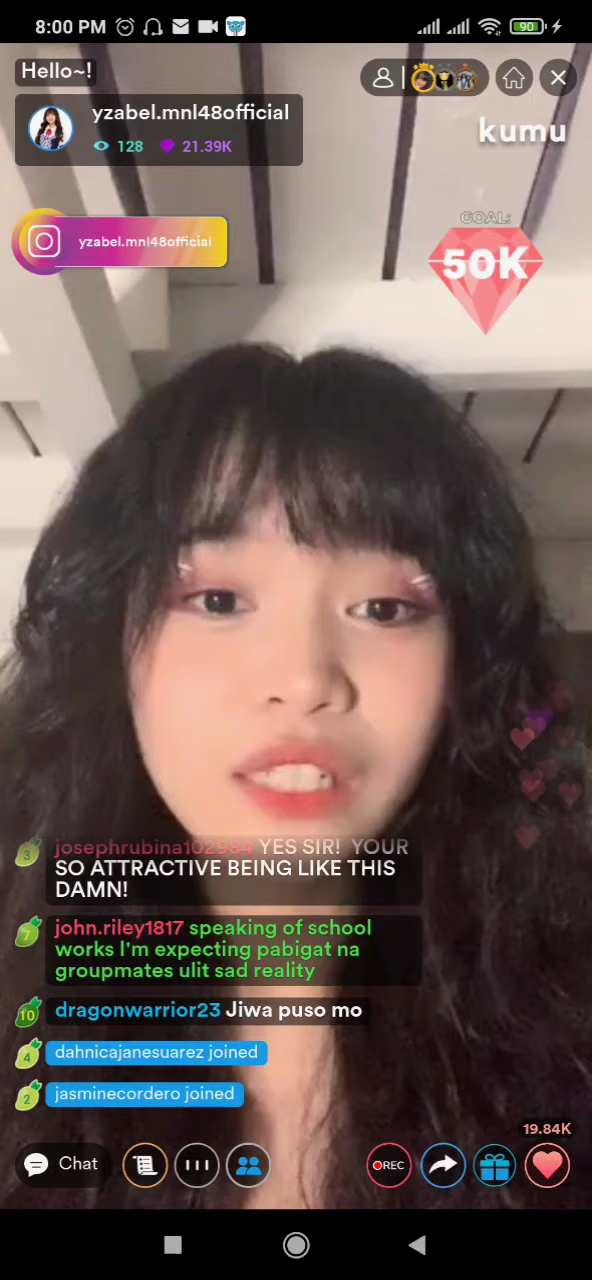 8:00 PM
90
Hello~!
yzabel.mnl48official
128
21.39K
kumu
yzabel.mnl48official
GOAL:
50K
3
josephrubina102984 YES SIR! YOUR
SO ATTRACTIVE BEING LIKE THIS
DAMN!
7
john.riley1817 speaking of school
works I'm expecting pabigat na
groupmates ulit sad reality
10
dragonwarrior23 Jiwa puso mo
4
dahnicajanesuarez joined
2
jasminecordero joined
19.84K
Chat
REC